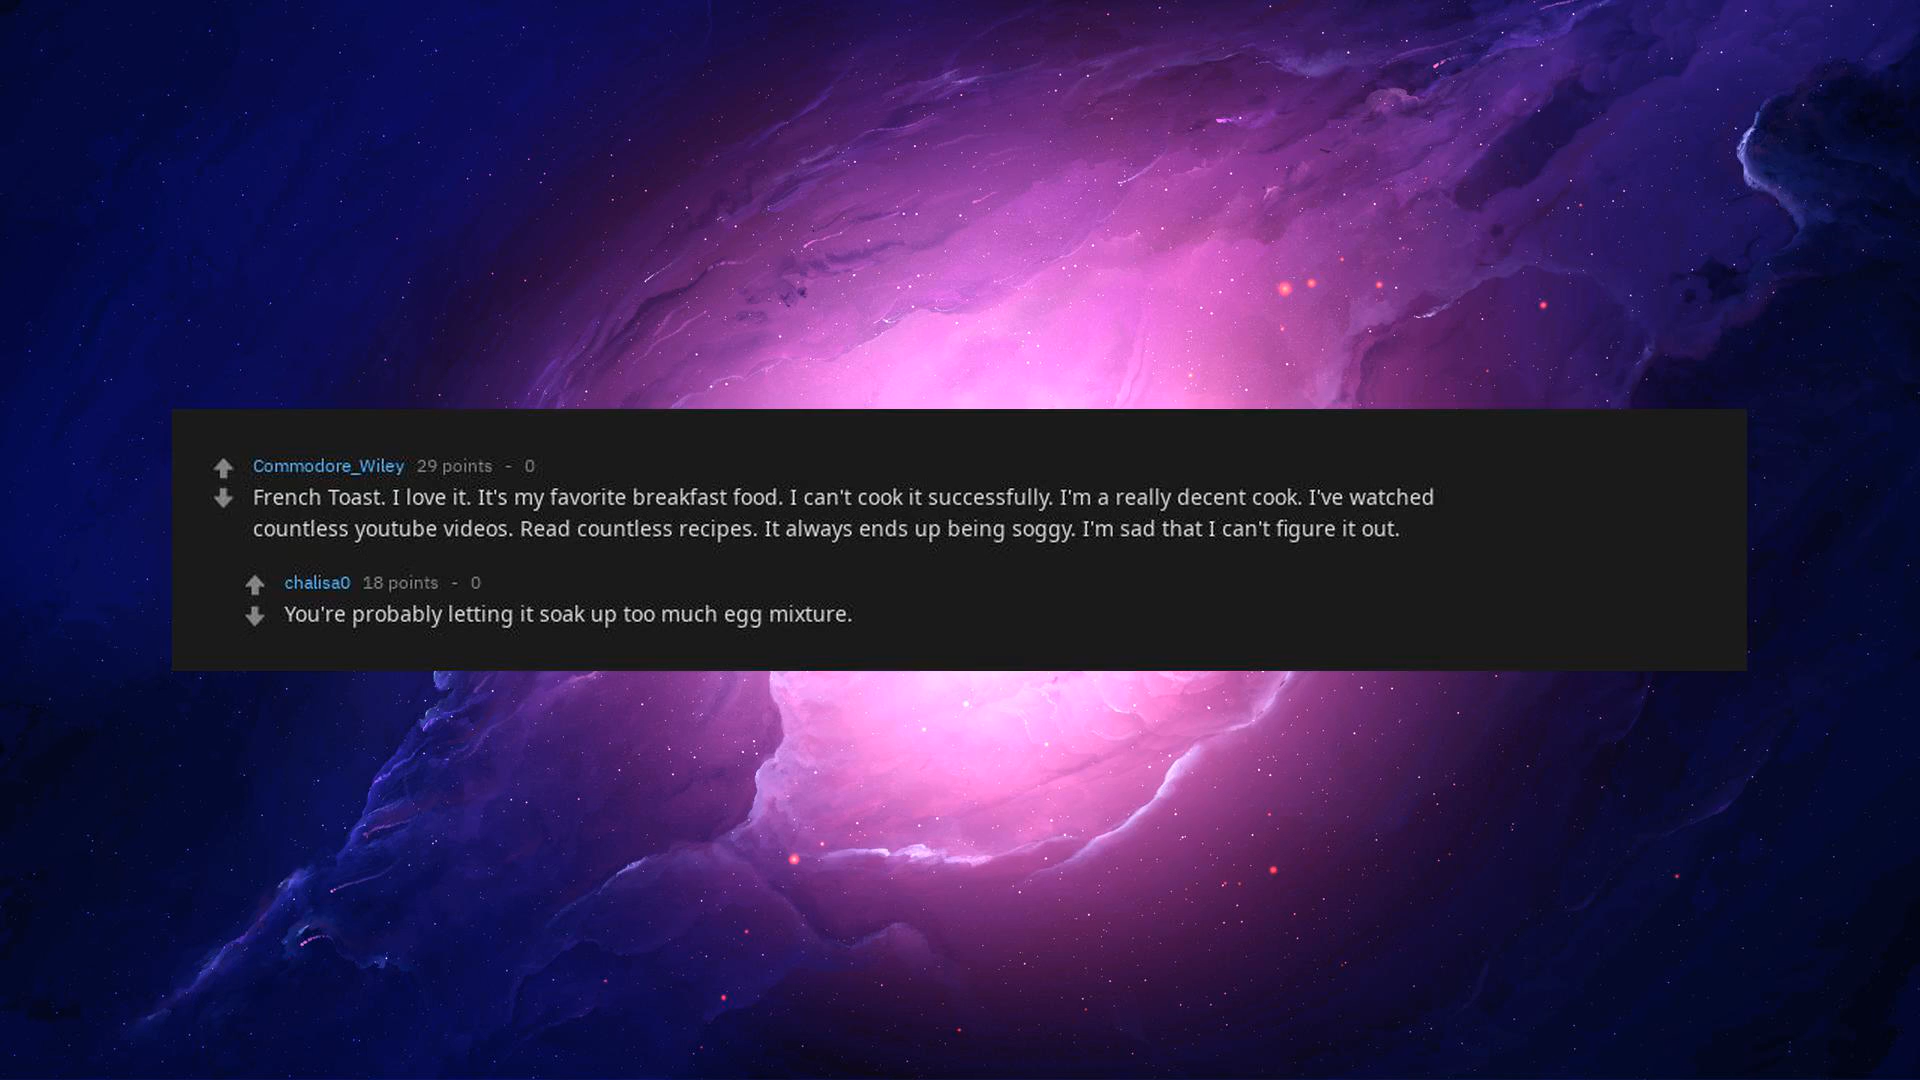 Commodore_Wiley 29 points - 0
French Toast. I love it. It's my favorite breakfast food. I can't cook it successfully. I'm a really decent cook. I've watched
countless youtube videos. Read countless recipes. It always ends up being soggy. I'm sad that I can't figure it out.
chalisa0 18 points - 0
You're probably letting it soak up too much egg mixture.